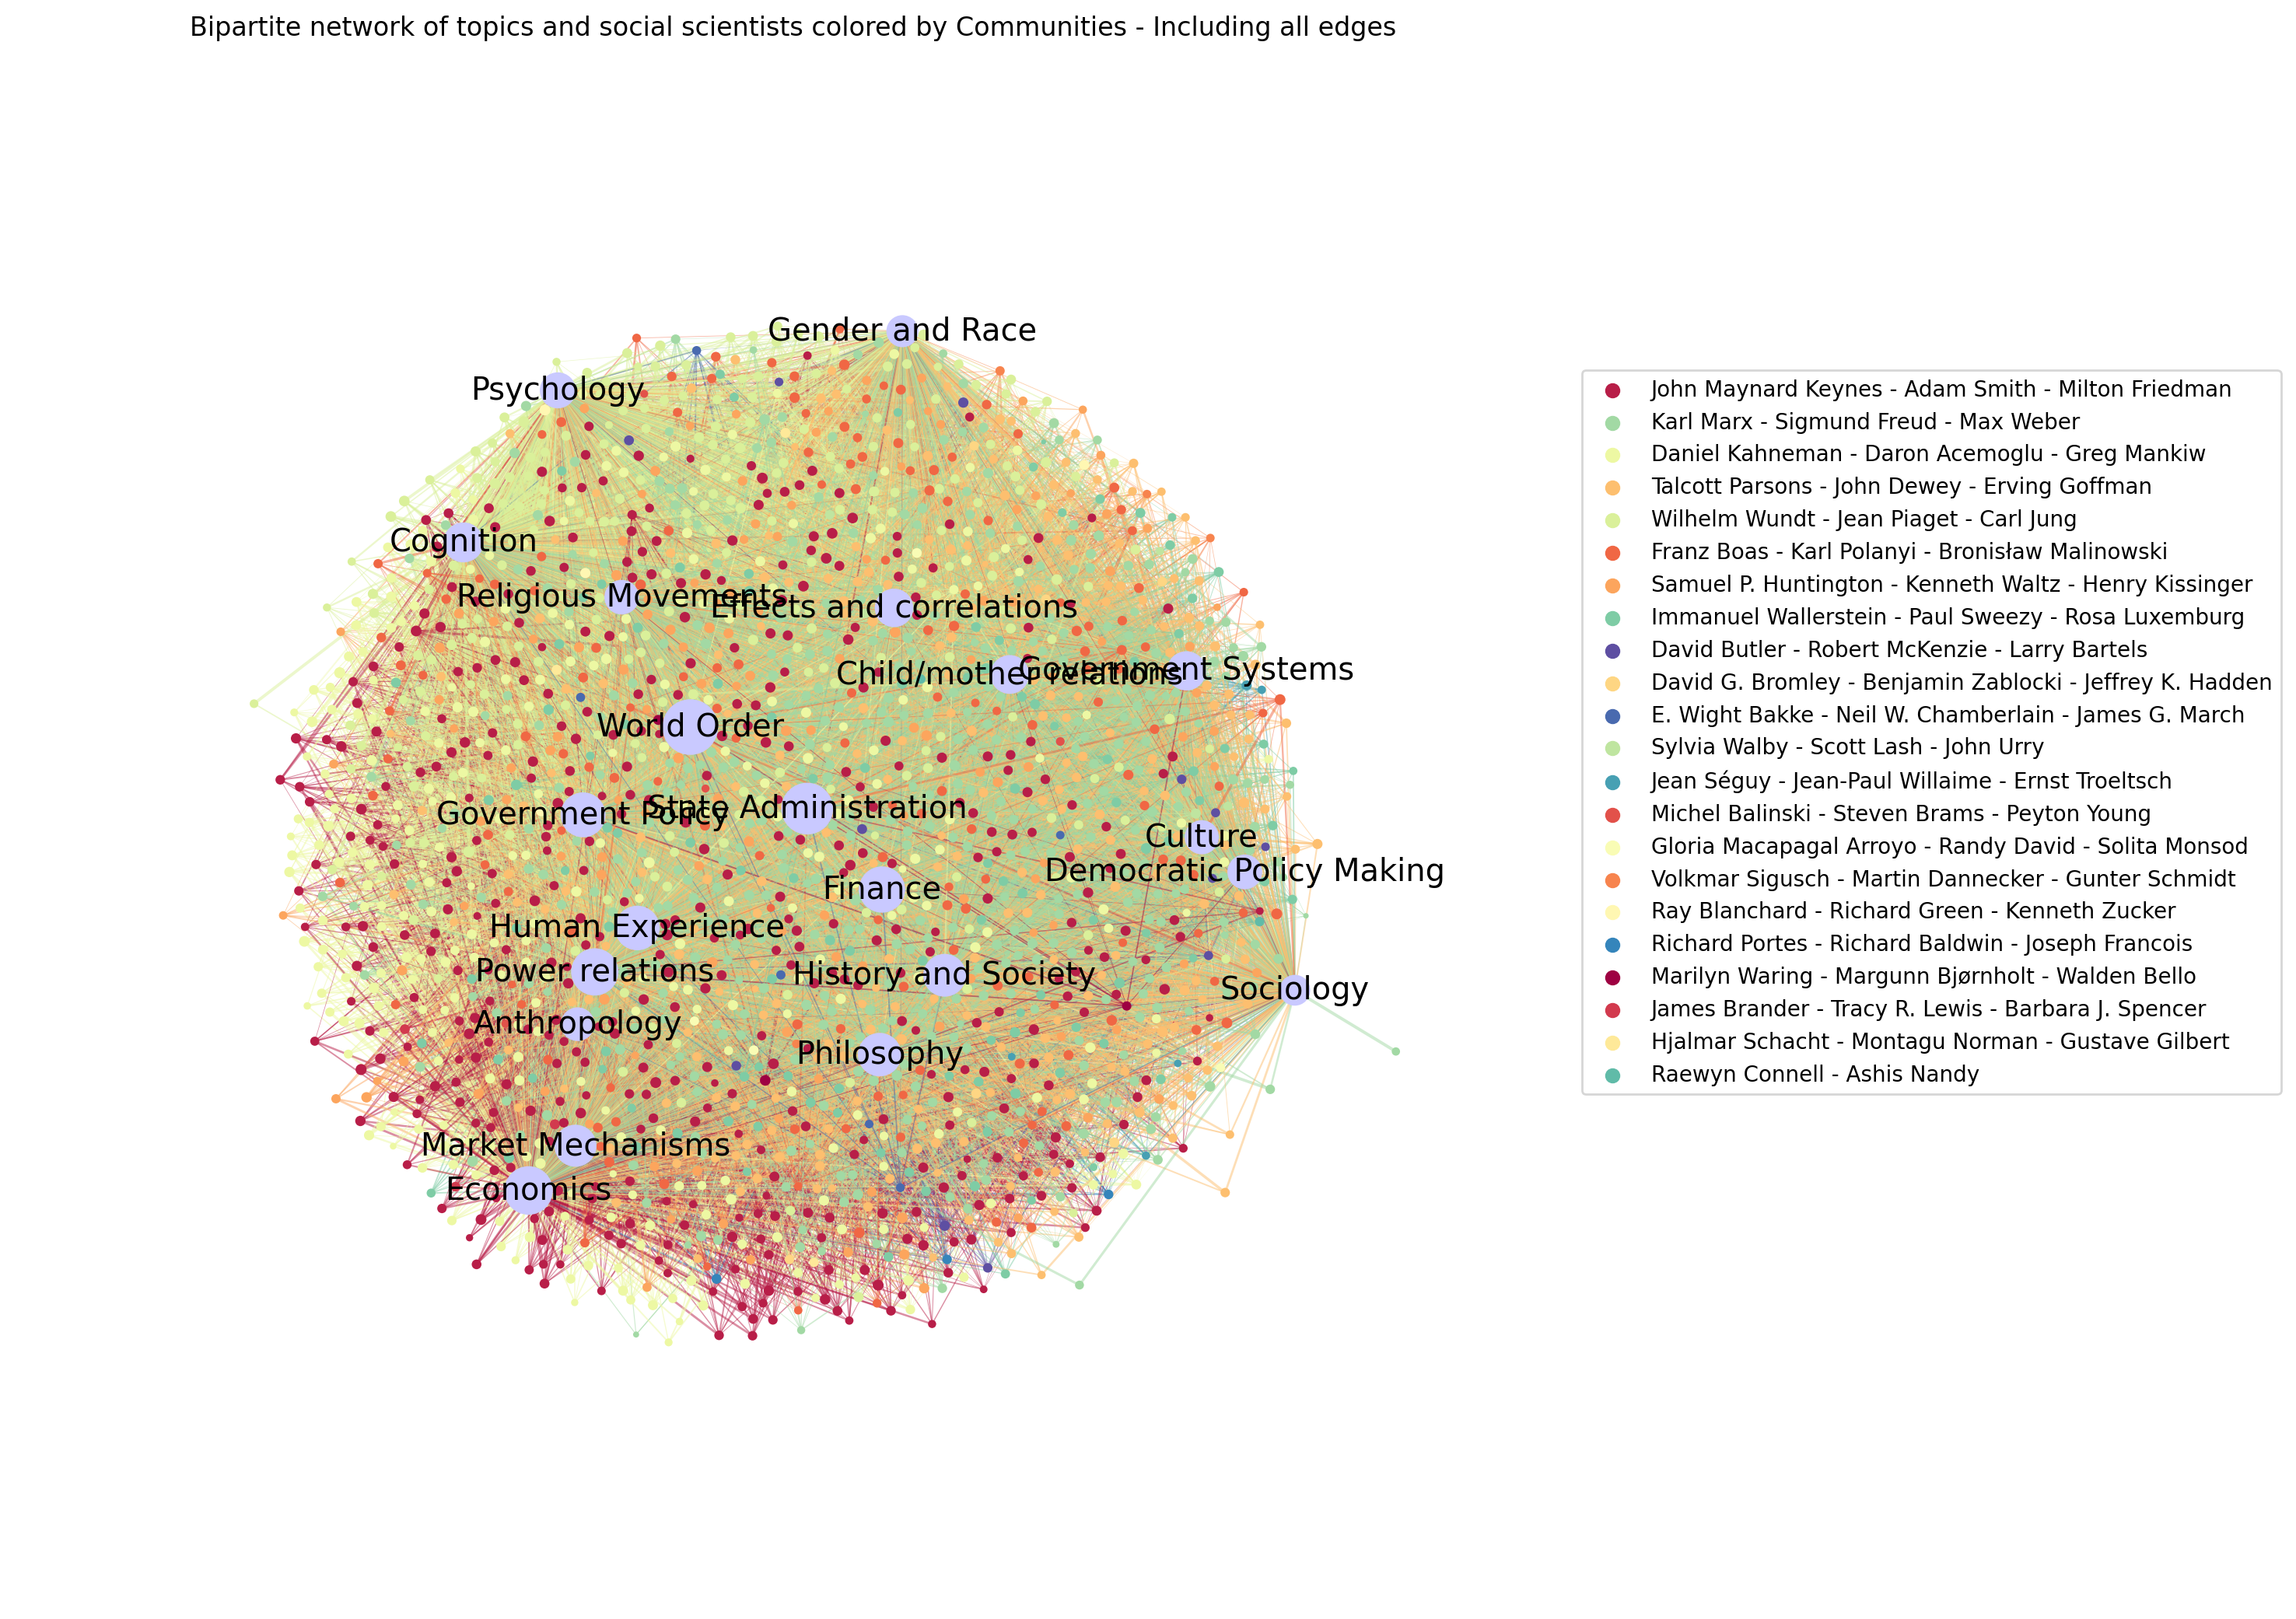 Bipartite network of topics and social scientists colored by Communities - Including all edges
Gender and Race
Psychology
Cognition
Religious Movements
Effects and correlations
Child/mother relations
Government Systems
World Order
Government Policy
State Administration
Culture
Democratic Policy Making
Finance
Human Experience
Power relations
History and Society
Sociology
Anthropology
Philosophy
Market Mechanisms
Economics
John Maynard Keynes - Adam Smith - Milton Friedman
Karl Marx - Sigmund Freud - Max Weber
Daniel Kahneman - Daron Acemoglu - Greg Mankiw
Talcott Parsons - John Dewey - Erving Goffman
Wilhelm Wundt - Jean Piaget - Carl Jung
Franz Boas - Karl Polanyi - Bronisław Malinowski
Samuel P. Huntington - Kenneth Waltz - Henry Kissinger
Immanuel Wallerstein - Paul Sweezy - Rosa Luxemburg
David Butler - Robert McKenzie - Larry Bartels
David G. Bromley - Benjamin Zablocki - Jeffrey K. Hadden
E. Wight Bakke - Neil W. Chamberlain - James G. March
Sylvia Walby - Scott Lash - John Urry
Jean Séguy - Jean-Paul Willaime - Ernst Troeltsch
Michel Balinski - Steven Brams - Peyton Young
Gloria Macapagal Arroyo - Randy David - Solita Monsod
Volkmar Sigusch - Martin Dannecker - Gunter Schmidt
Ray Blanchard - Richard Green - Kenneth Zucker
Richard Portes - Richard Baldwin - Joseph Francois
Marilyn Waring - Margunn Bjørnholt - Walden Bello
James Brander - Tracy R. Lewis - Barbara J. Spencer
Hjalmar Schacht - Montagu Norman - Gustave Gilbert
Raewyn Connell - Ashis Nandy